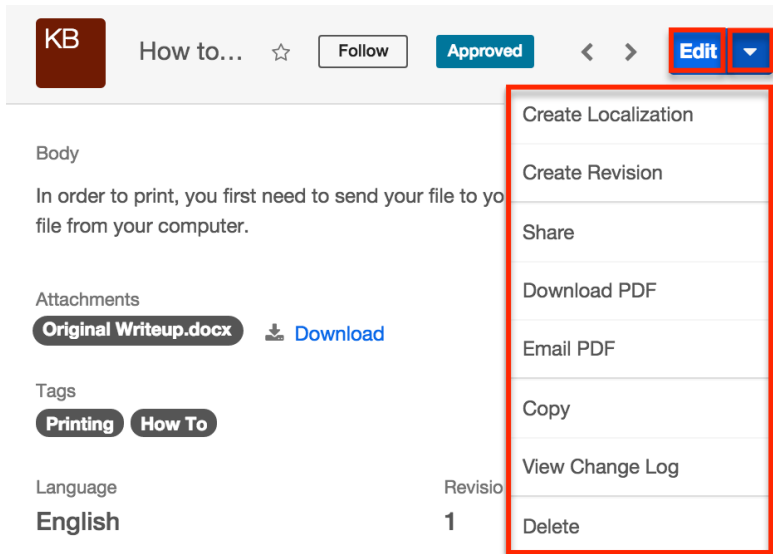 KB
How to...
Follow
Approved
Edit
Create Localization
Create Revision
Share
Download PDF
Email PDF
Copy
View Change Log
Delete
Body
In order to print, you first need to send your file to
file from your computer.
Attachments
Original Writeup.docx
Download
Tags
Printing How To
Language
English
1